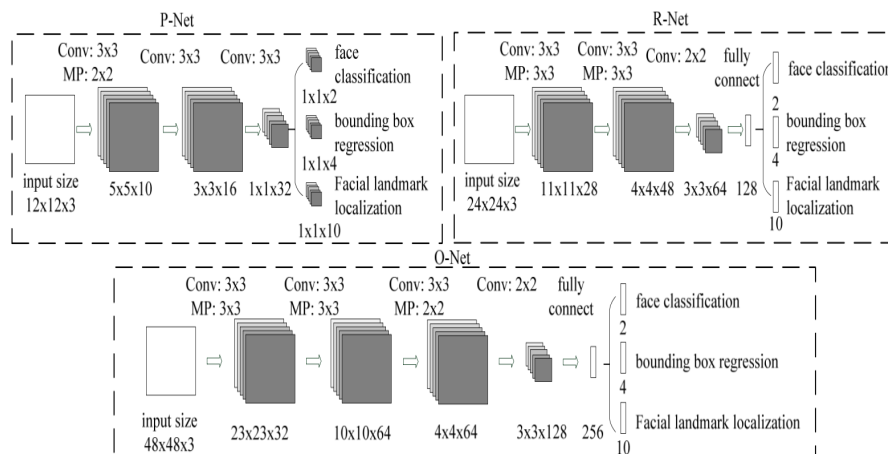 P-Net
Conv: 3x3 Conv: 3x3 Conv: 3x3
MP: 2x2
face
classification
1x1x2
bounding box
regression
1x1x4
Facial landmark
localization
1x1x10
input size
12x12x3
5x5x10
3x3x16
1x1x32
R-Net
Conv: 3x3 Conv: 3x3 Conv: 2x2 fully
MP: 3x3 MP: 3x3 connect
face classification
2
bounding box
regression
4
Facial landmark
localization
10
input size
24x24x3
11x11x28
4x4x48
3x3x64
128
O-Net
Conv: 3x3 Conv: 3x3 Conv: 3x3 Conv: 2x2 fully
MP: 3x3 MP: 3x3 MP: 2x2 connect
face classification
2
bounding box regression
4
Facial landmark localization
10
input size
48x48x3
23x23x32
10x10x64
4x4x64
3x3x128
256